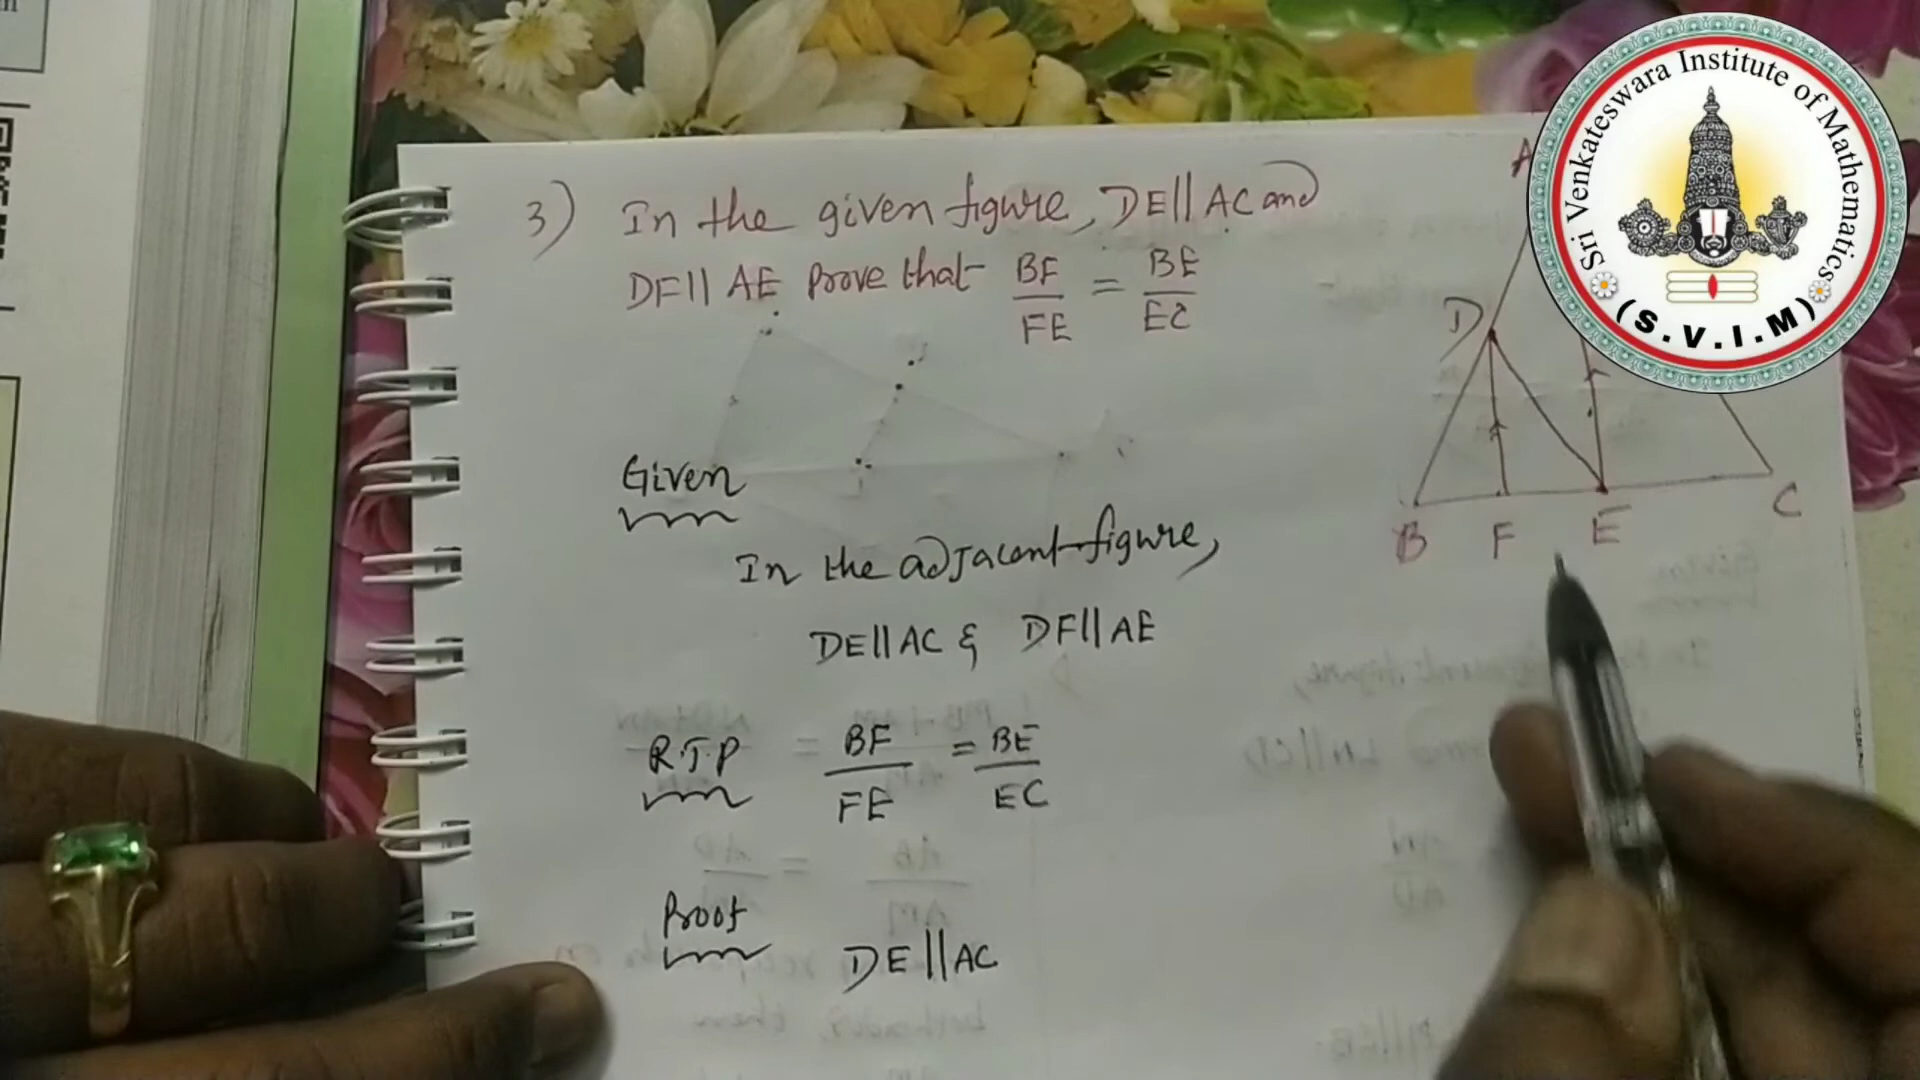 3) In the given figure, DE||AC and
DF||AE Prove that BF/FE = BE/EC
Given
In the adjacent figure,
DE||AC & DF||AE
R.T.P BF/FE = BE/EC
Proof DE||AC
A
D
B F E C
Sri Venkateswara Institute of Mathematics
(S.V.I.M)